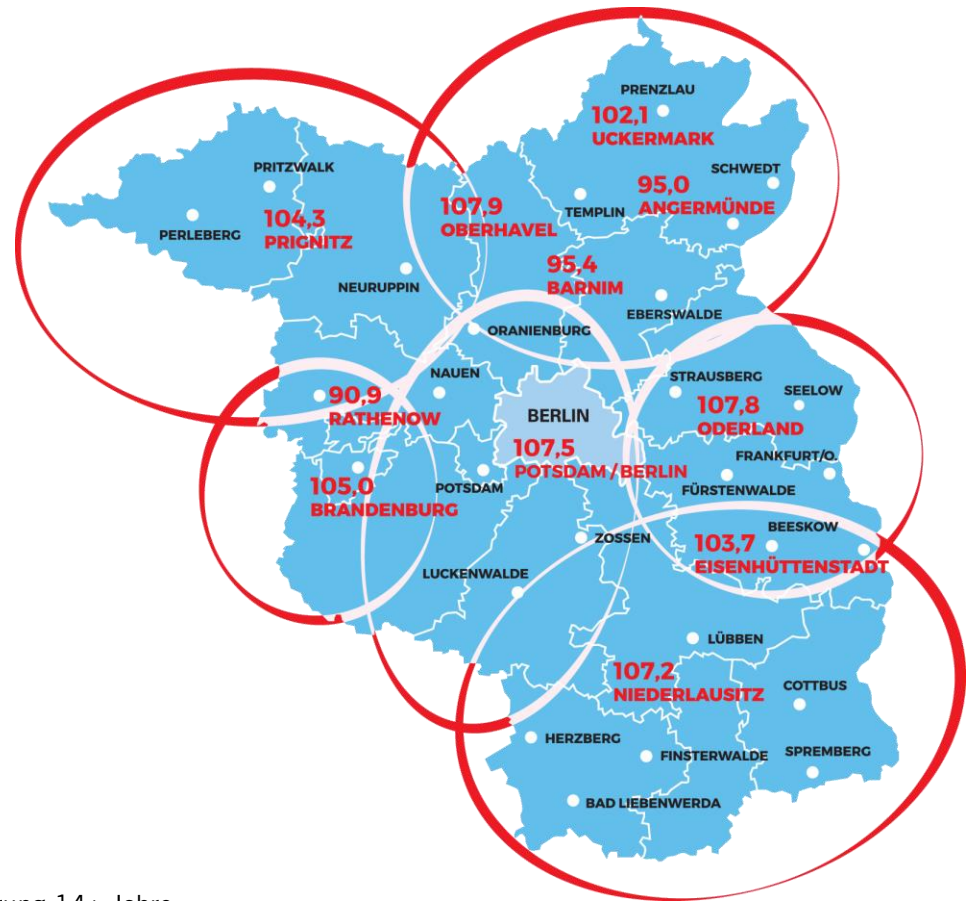 PRENZLAU
102,1
UCKERMARK
SCHWEDT
PRITZWALK
95,0
ANGERMÜNDE
107,9
OBERHAVEL
TEMPLIN
104,3
PRIGNITZ
PERLEBERG
95,4
BARNIM
NEURUPPIN
EBERSWALDE
ORANIENBURG
NAUEN
STRAUSBERG
SEELOW
90,9
RATHENOW
BERLIN
107,8
ODERLAND
107,5
POTSDAM / BERLIN
FRANKFURT/O.
105,0
BRANDENBURG
POTSDAM
FÜRSTENWALDE
BEESKOW
ZOSSEN
103,7
EISENHÜTTENSTADT
LUCKENWALDE
LÜBBEN
107,2
NIEDERLAUSITZ
COTTBUS
HERZBERG
FINSTERWALDE
SPREMBERG
BAD LIEBENWERDA
14+ Jahre